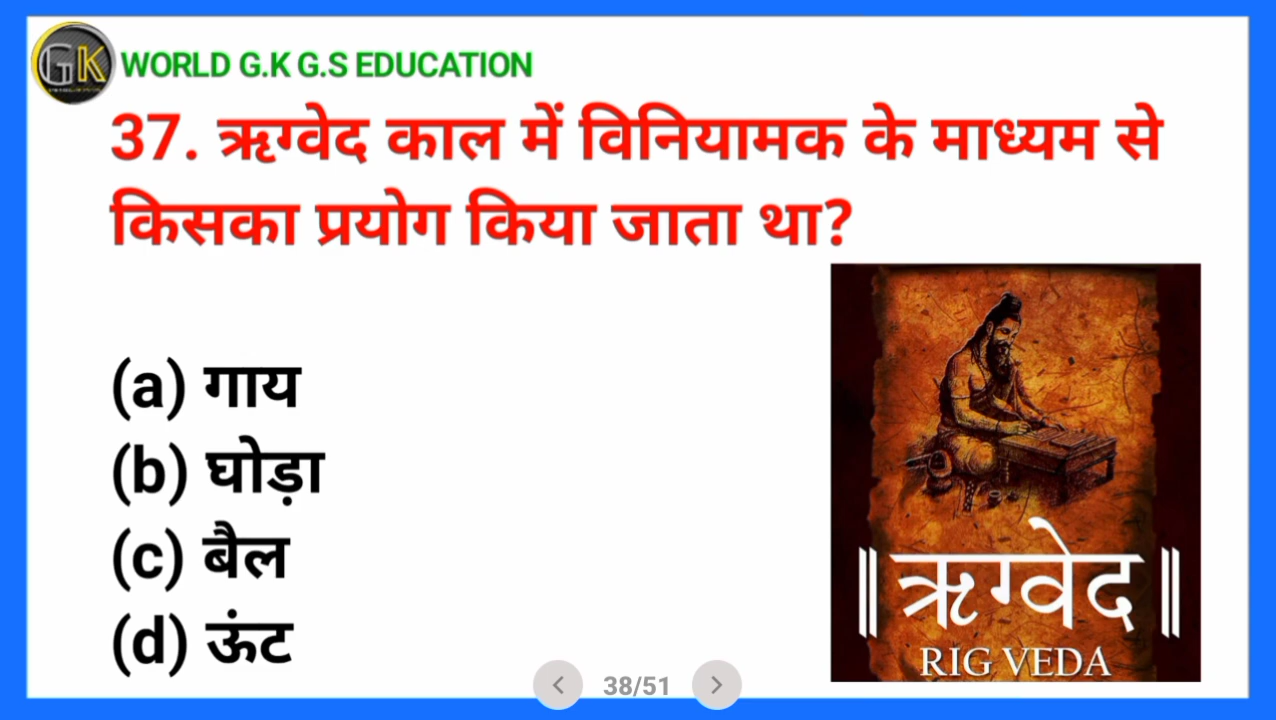 GK
WORLD G.K G.S EDUCATION
37. ऋग्वेद काल में विनियामक के माध्यम से
किसका प्रयोग किया जाता था?
(a) गाय
(b) घोड़ा
(c) बैल
(d) ऊंट
॥ ऋग्वेद ॥
RIG VEDA
38/51